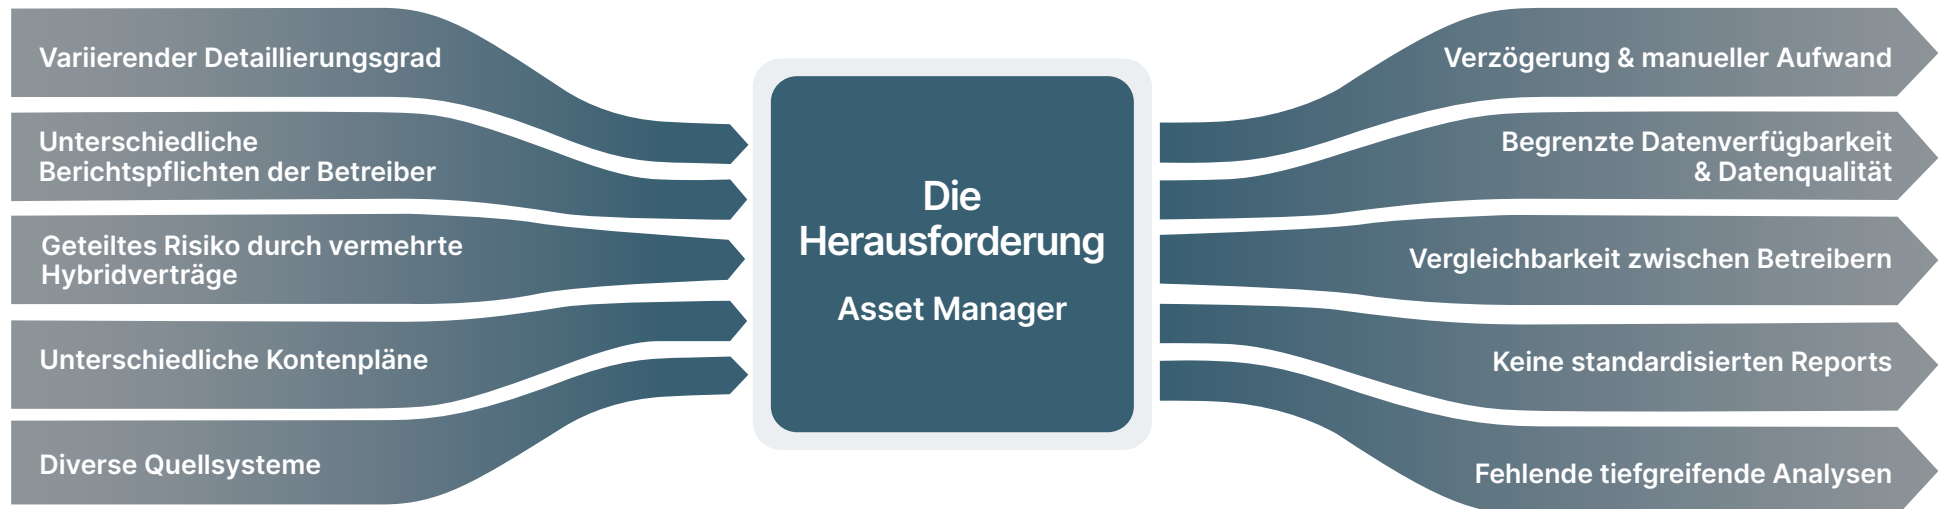 Variierender Detaillierungsgrad
Unterschiedliche
Berichtspflichten der Betreiber
Geteiltes Risiko durch vermehrte
Hybridverträge
Unterschiedliche Kontenpläne
Diverse Quellsysteme
Die
Herausforderung
Asset Manager
Verzögerung & manueller Aufwand
Begrenzte Datenverfügbarkeit
& Datenqualität
Vergleichbarkeit zwischen Betreibern
Keine standardisierten Reports
Fehlende tiefgreifende Analysen